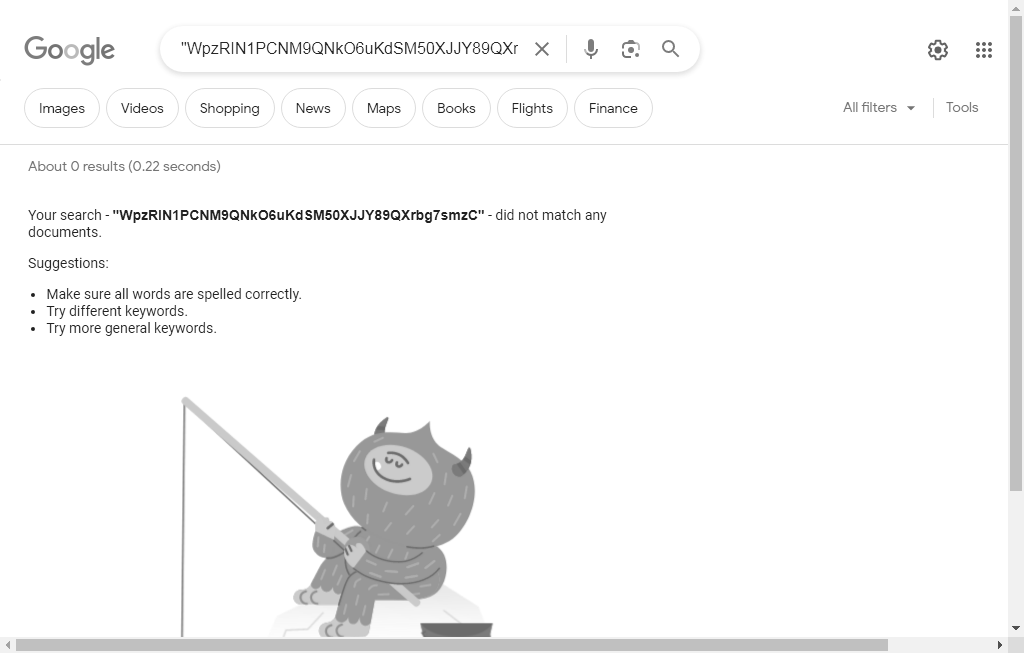 Google
"WpzRlN1PCNM9QNkO6uKdSM50XJJY89QXr
Images Videos Shopping News Maps Books Flights Finance All filters Tools
About 0 results (0.22 seconds)
Your search - "WpzRlN1PCNM9QNkO6uKdSM50XJJY89QXrbg7smzC" - did not match any
documents.
Suggestions:
Make sure all words are spelled correctly.
Try different keywords.
Try more general keywords.